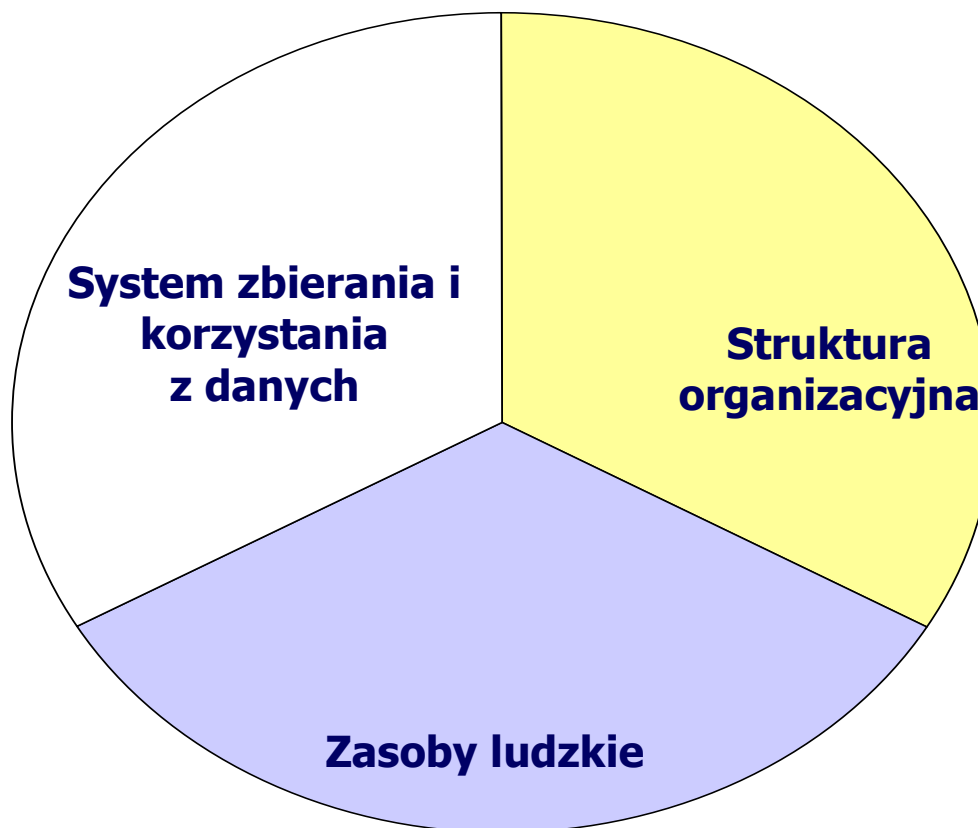 System zbierania i
korzystania
z danych
Struktura
organizacyjna
Zasoby ludzkie